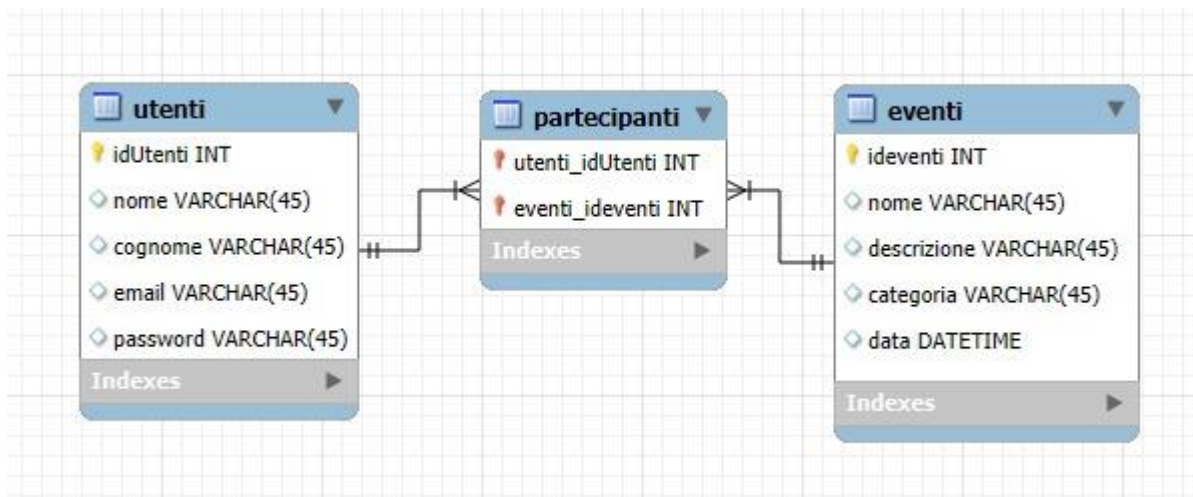 utenti
idUtenti INT
nome VARCHAR(45)
cognome VARCHAR(45)
email VARCHAR(45)
password VARCHAR(45)
Indexes
partecipanti
utenti_idUtenti INT
eventi_ideventi INT
Indexes
eventi
ideventi INT
nome VARCHAR(45)
descrizione VARCHAR(45)
categoria VARCHAR(45)
data DATETIME
Indexes